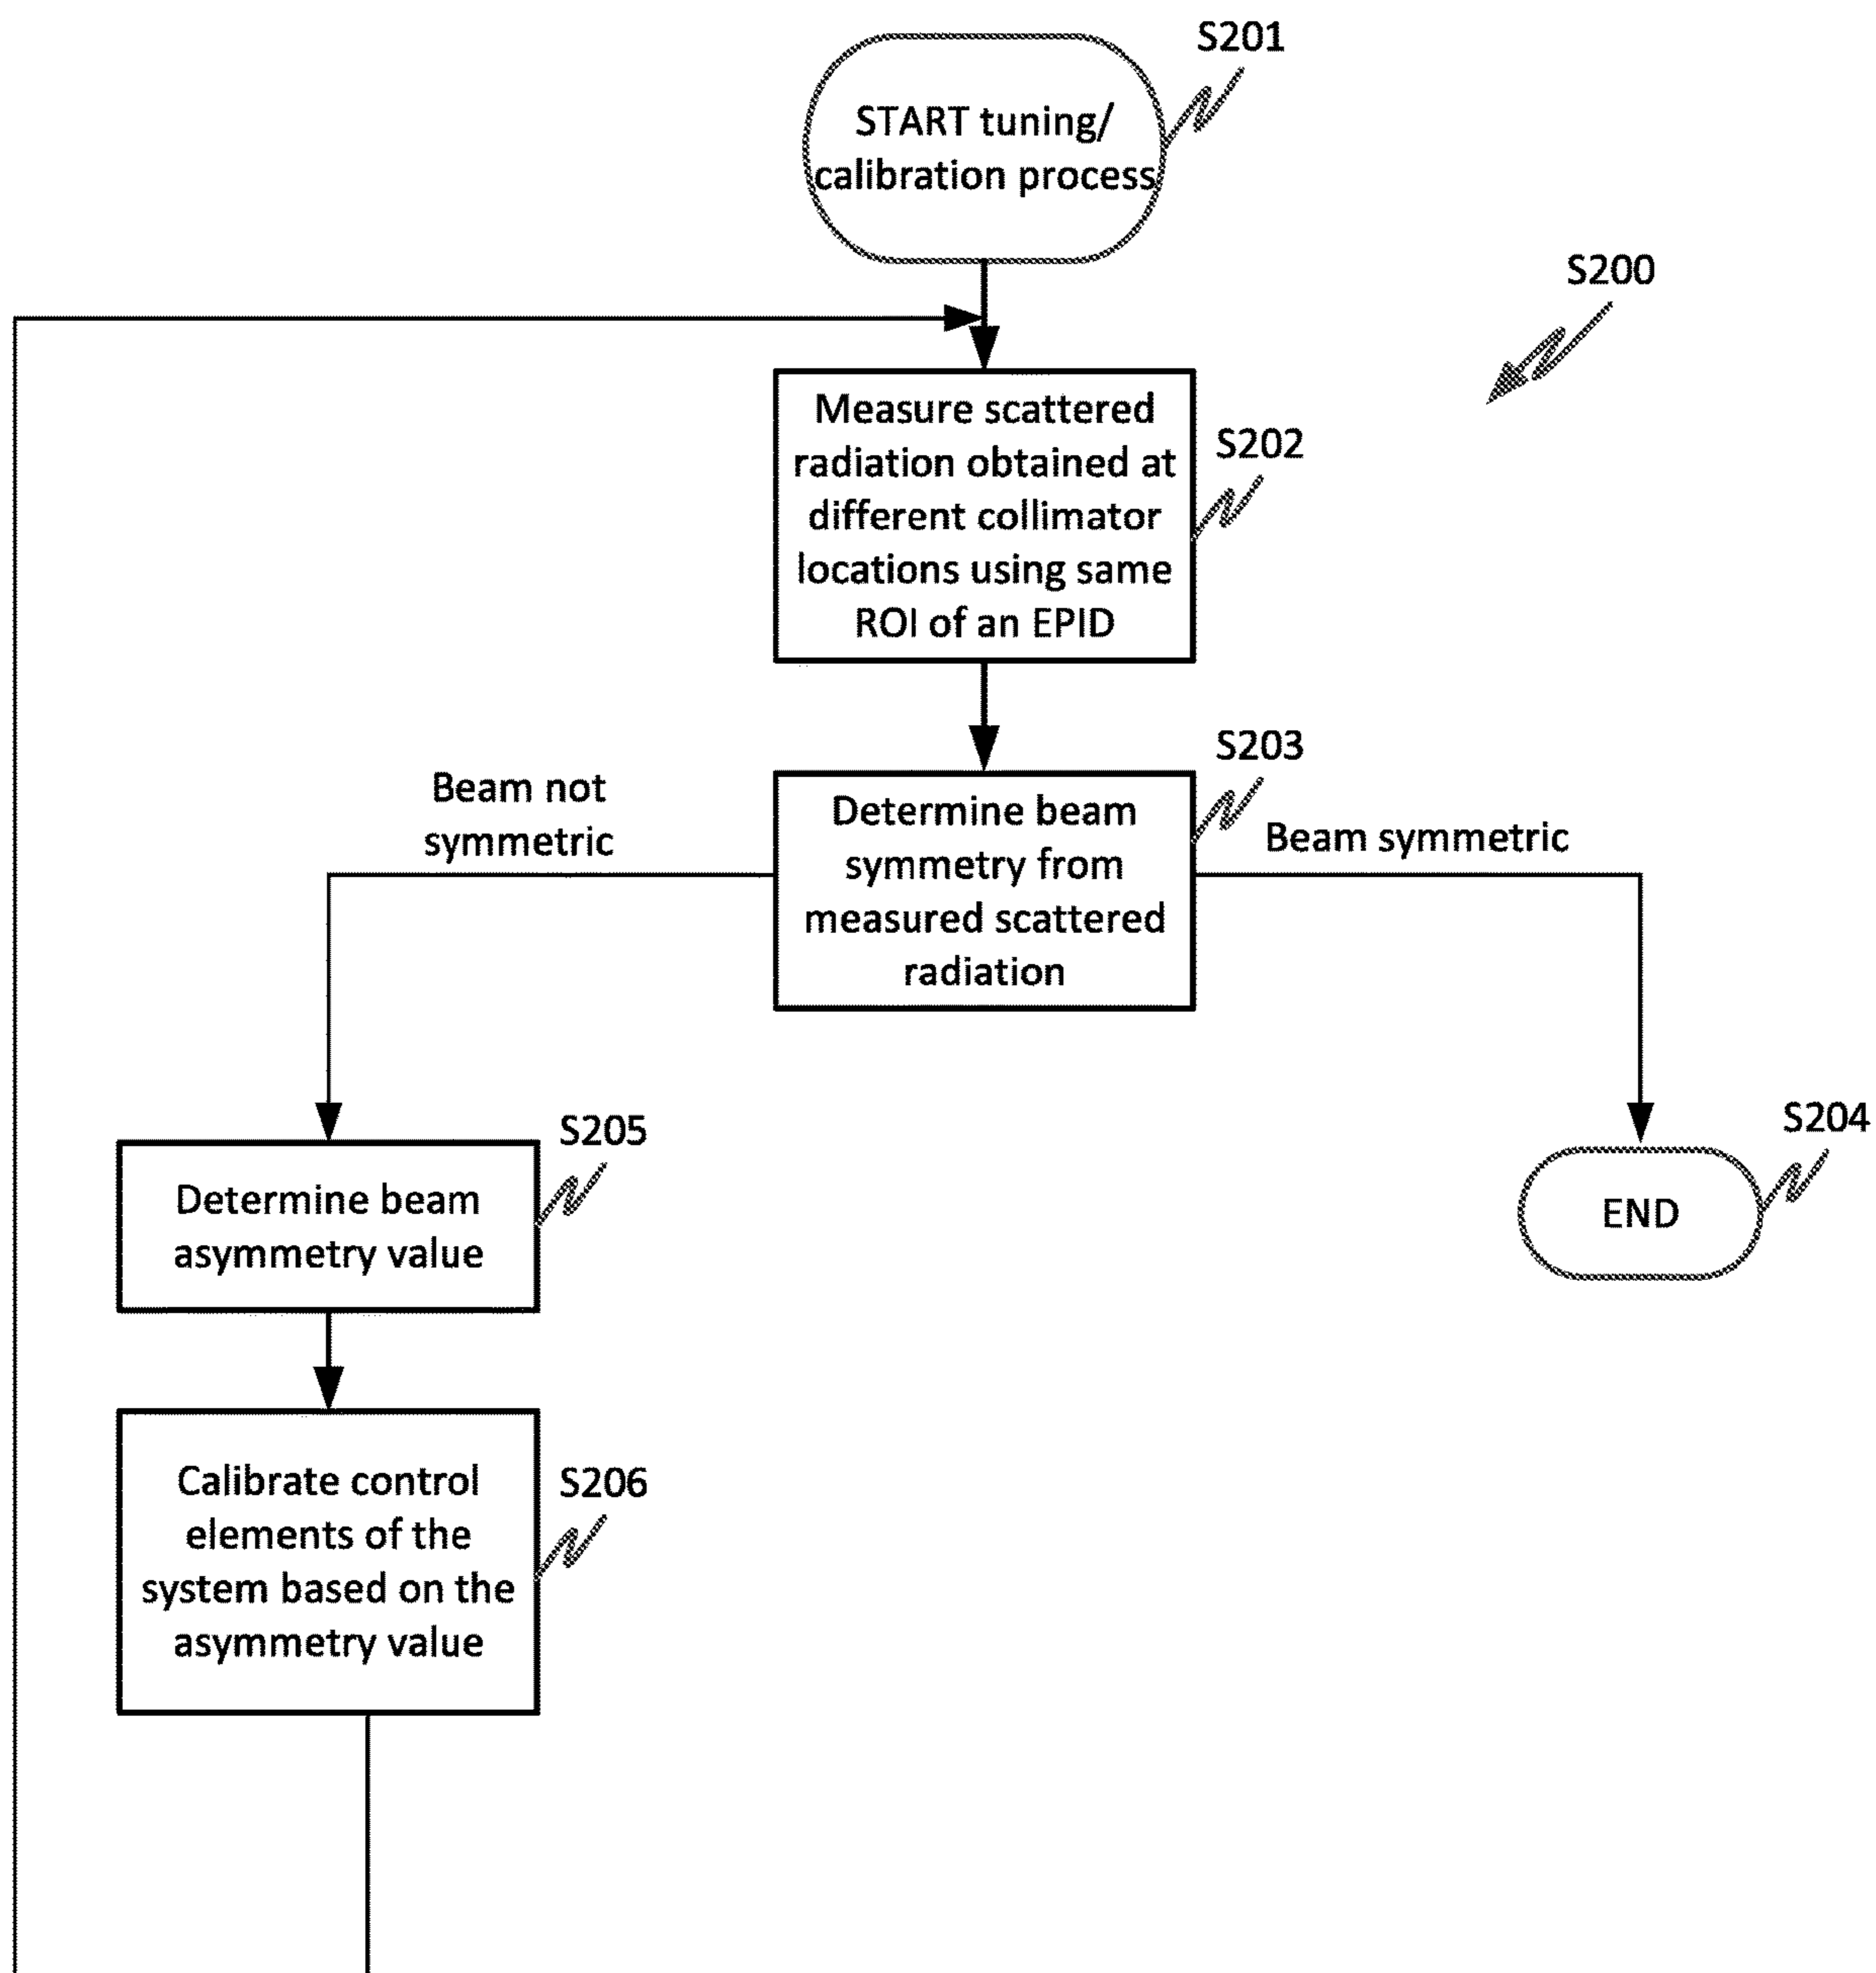 S201
START tuning/
calibration process
S200
Measure scattered
radiation obtained at
different collimator
locations using same
ROI of an EPID
S202
S203
Beam not
symmetric
Determine beam
symmetry from
measured scattered
radiation
Beam symmetric
S205
Determine beam
asymmetry value
S204
END
Calibrate control
elements of the
system based on the
asymmetry value
S206